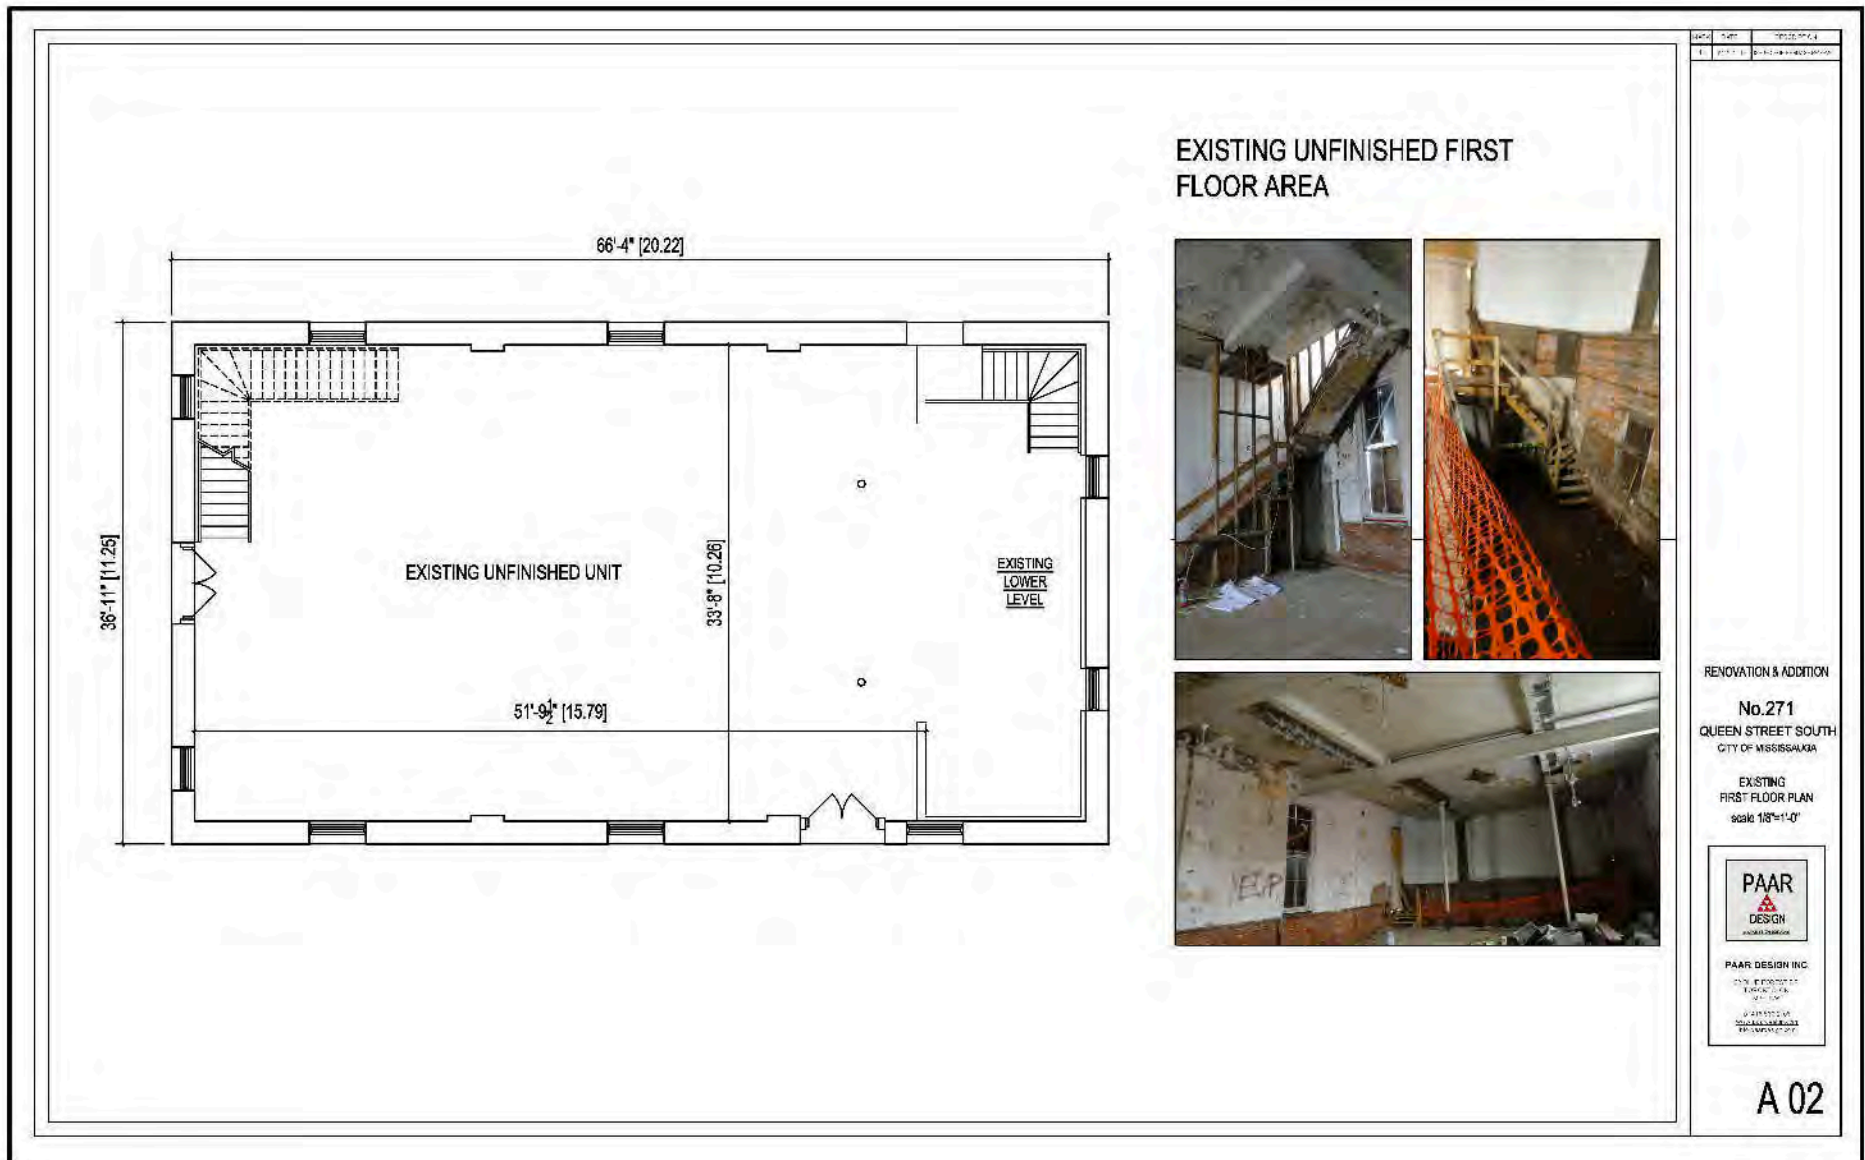 EXISTING UNFINISHED FIRST
FLOOR AREA
66'-4" [20.22]
36'-11" [11.25]
EXISTING UNFINISHED UNIT
33'-8" [10.26]
EXISTING
LOWER
LEVEL
51'-9½" [15.79]
RENOVATION & ADDITION
No.271
QUEEN STREET SOUTH
CITY OF MISSISSAUGA
EXISTING
FIRST FLOOR PLAN
scale 1/8"=1'-0"
PAAR
DESIGN
PAAR DESIGN INC
A 02